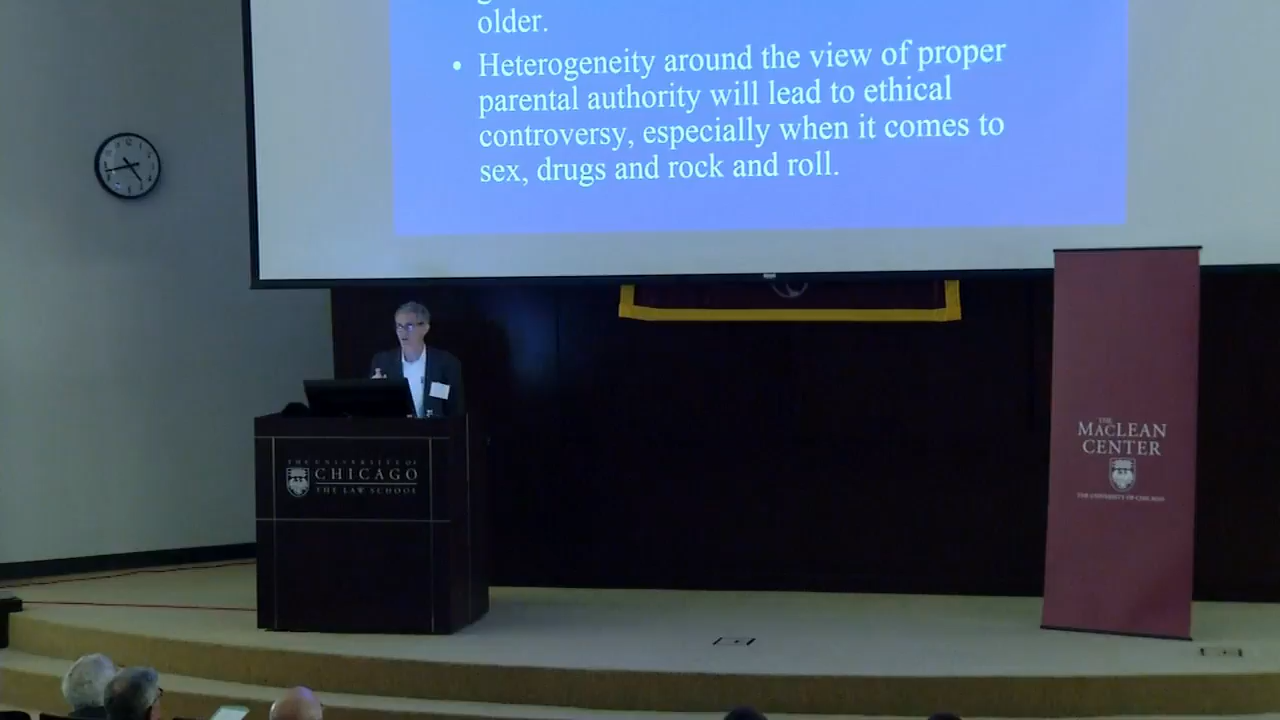 older.
• Heterogeneity around the view of proper
parental authority will lead to ethical
controversy, especially when it comes to
sex, drugs and rock and roll.
THE UNIVERSITY OF
CHICAGO
THE LAW SCHOOL
THE
MACLEAN
CENTER
THE UNIVERSITY OF CHICAGO